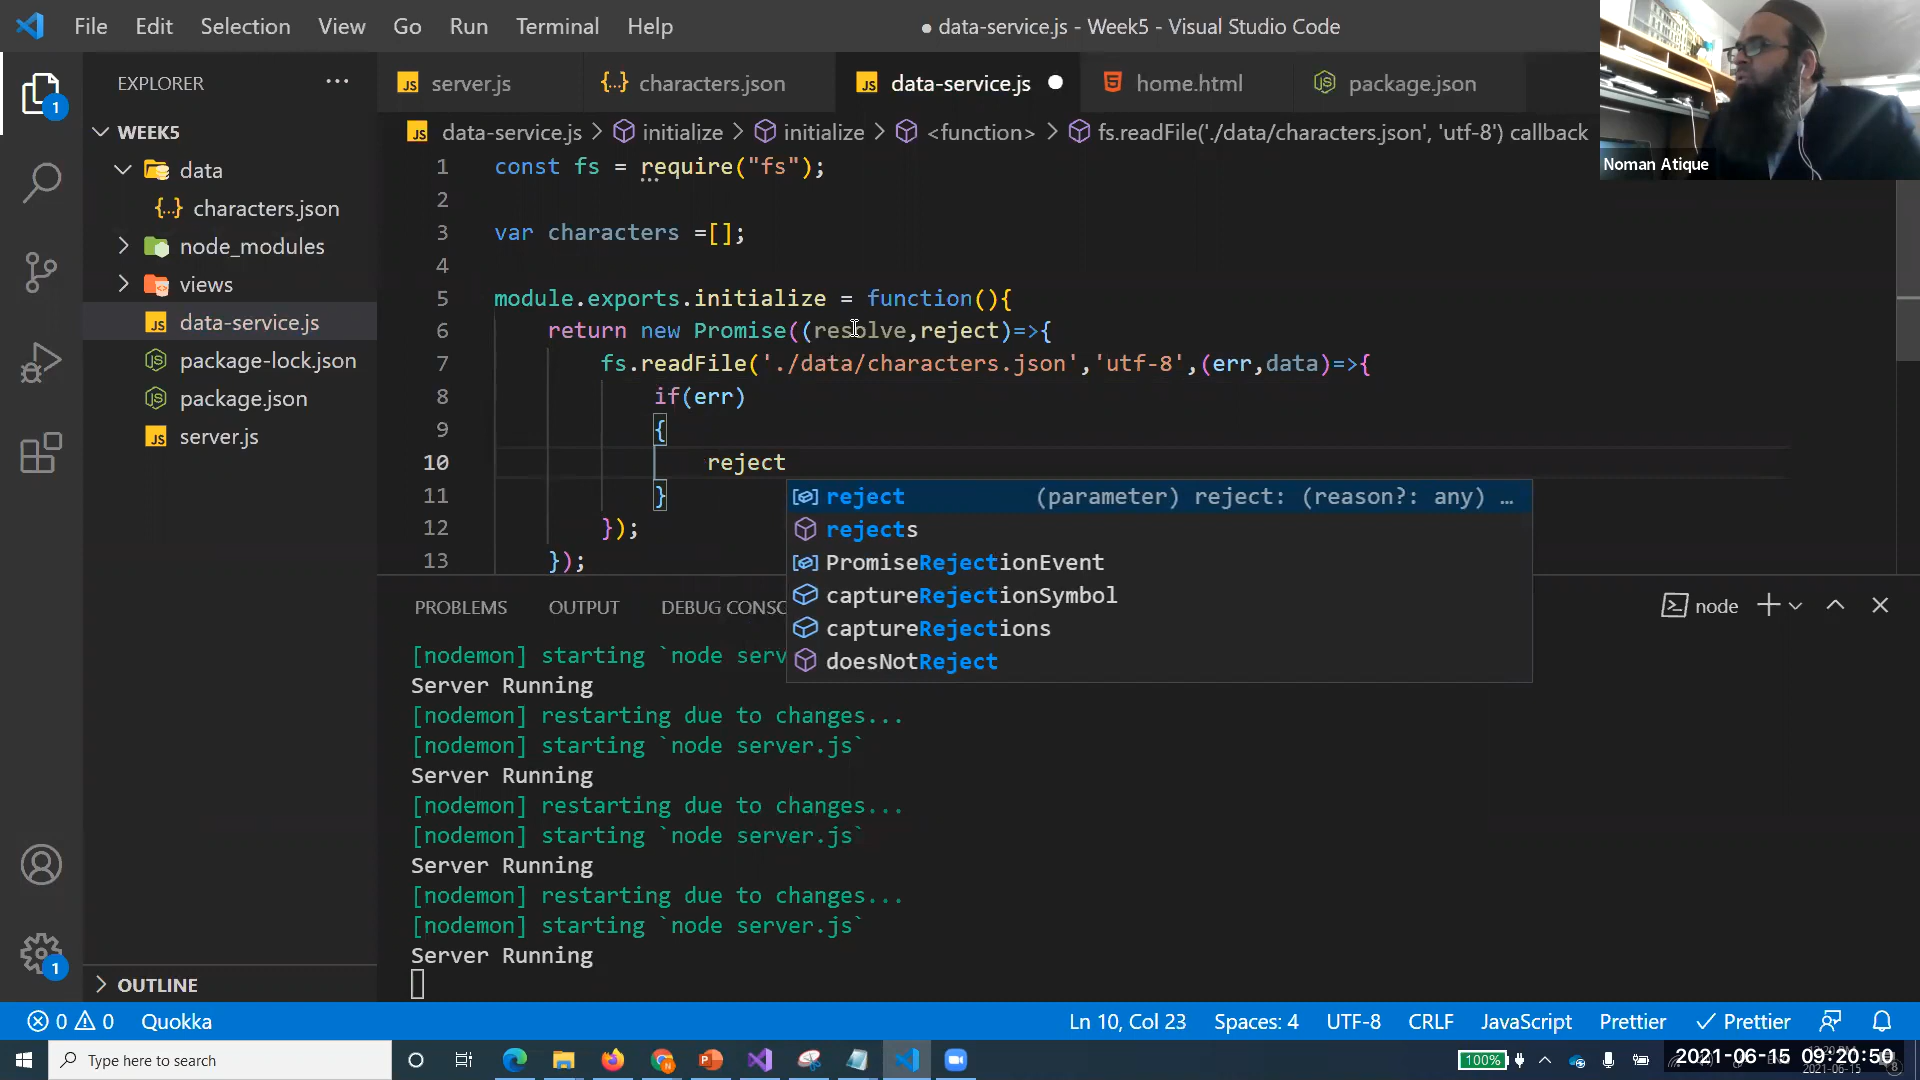 File Edit Selection View Go Run Terminal Help
● data-service.js - Week5 - Visual Studio Code
EXPLORER ...
server.js
characters.json
data-service.js
home.html
package.json
data-service.js > initialize > initialize > <function> > fs.readFile('./data/characters.json', 'utf-8') callback
Noman Atique
WEEK5
data
characters.json
node_modules
views
data-service.js
package-lock.json
package.json
server.js
OUTLINE
1 const fs = require("fs");
2
3 var characters =[];
4
5 module.exports.initialize = function(){
6 return new Promise((resolve,reject)=>{
7 fs.readFile('./data/characters.json','utf-8',(err,data)=>{
8 if(err)
9 {
10 reject
11 }
12 });
13 });
reject (parameter) reject: (reason?: any) …
rejects
PromiseRejectionEvent
captureRejectionSymbol
captureRejections
doesNotReject
PROBLEMS OUTPUT DEBUG CONSC
node
[nodemon] starting `node serv
Server Running
[nodemon] restarting due to changes...
[nodemon] starting `node server.js`
Server Running
[nodemon] restarting due to changes...
[nodemon] starting `node server.js`
Server Running
[nodemon] restarting due to changes...
[nodemon] starting `node server.js`
Server Running
1
1
0 0 Quokka
Ln 10, Col 23 Spaces: 4 UTF-8 CRLF JavaScript Prettier Prettier
Type here to search
100%
2021-06-15 09:20:50
2021-06-15